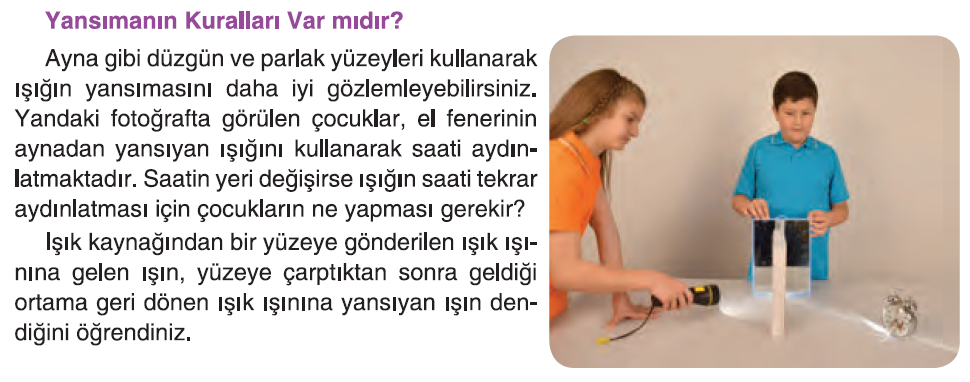 Yansımanın Kuralları Var mıdır?
Ayna gibi düzgün ve parlak yüzeyleri kullanarak
ışığın yansımasını daha iyi gözlemleyebilirsiniz.
Yandaki fotoğrafta görülen çocuklar, el fenerinin
aynadan yansıyan ışığını kullanarak saati aydın-
latmaktadır. Saatin yeri değişirse ışığın saati tekrar
aydınlatması için çocukların ne yapması gerekir?
Işık kaynağından bir yüzeye gönderilen ışık ışı-
nına gelen ışın, yüzeye çarptıktan sonra geldiği
ortama geri dönen ışık ışınına yansıyan ışın den-
diğini öğrendiniz.